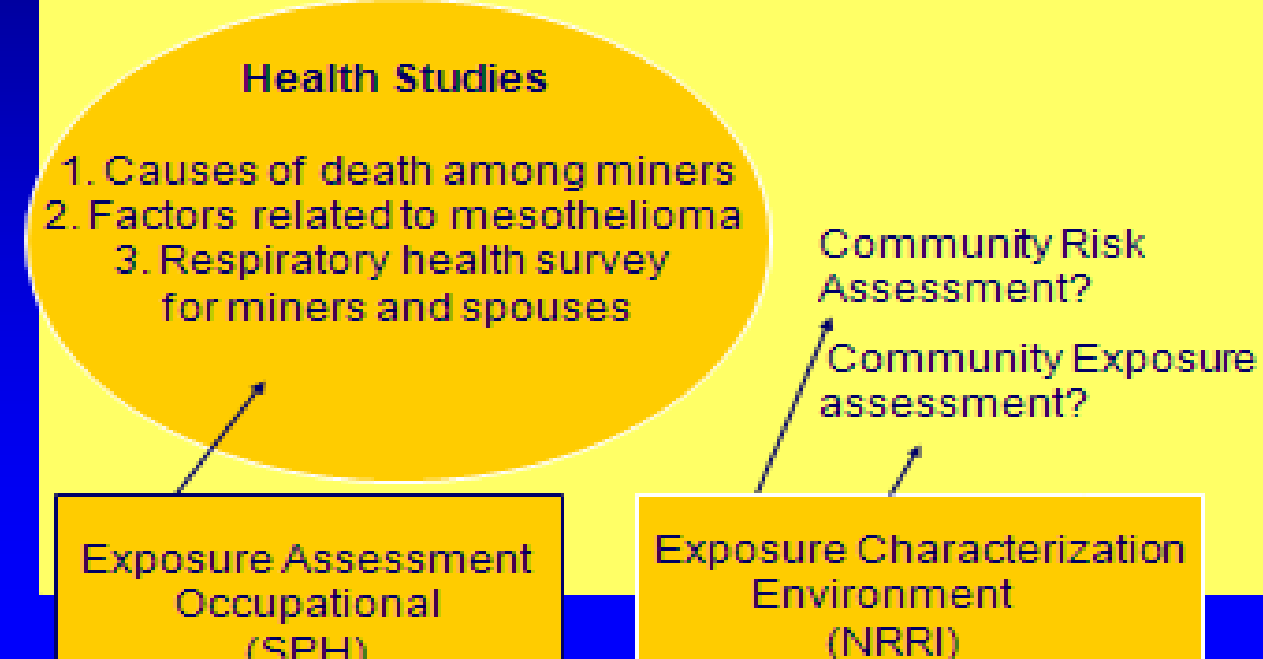 Health Studies
1. Causes of death among miners
2. Factors related to mesothelioma
3. Respiratory health survey
for miners and spouses
Community Risk
Assessment?
Community Exposure
assessment?
Exposure Assessment
Occupational
(SPH)
Exposure Characterization
Environment
(NRRI)